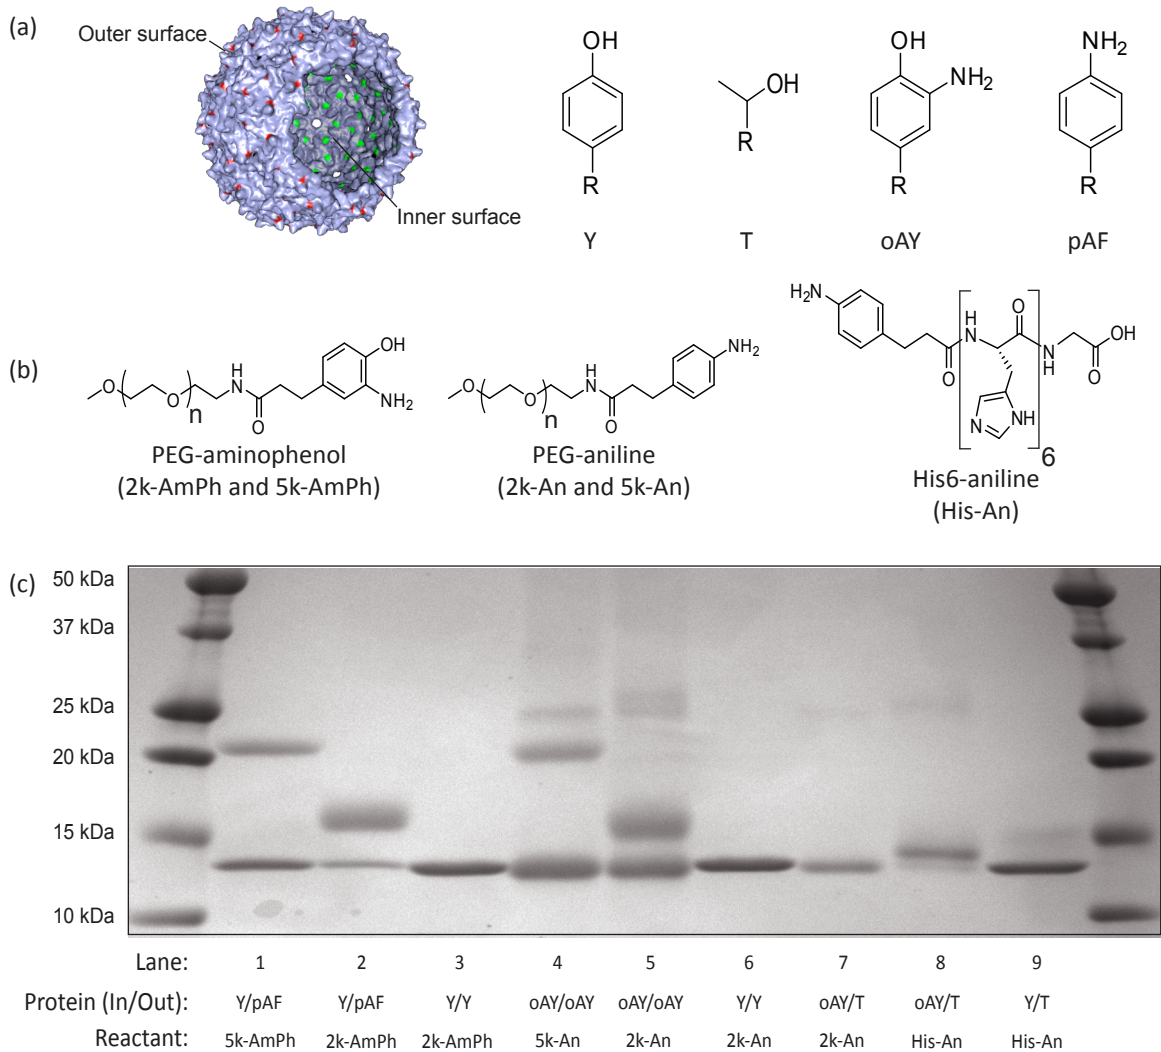 (a)
Outer surface
Inner surface
OH
R
Y
OH
R
T
OH
NH2
R
oAY
NH2
R
pAF
(b)
O
O
n
H
N
O
OH
NH2
PEG-aminophenol
(2k-AmPh and 5k-AmPh)
O
O
n
H
N
O
NH2
PEG-aniline
(2k-An and 5k-An)
H2N
O
H
N
O
N
NH
6
N
H
O
OH
His6-aniline
(His-An)
(c)
50 kDa
37 kDa
25 kDa
20 kDa
15 kDa
10 kDa
Lane: 1 2 3 4 5 6 7 8 9
Protein (In/Out): Y/pAF Y/pAF Y/Y oAY/oAY oAY/oAY Y/Y oAY/T oAY/T Y/T
Reactant: 5k-AmPh 2k-AmPh 2k-AmPh 5k-An 2k-An 2k-An 2k-An His-An His-An